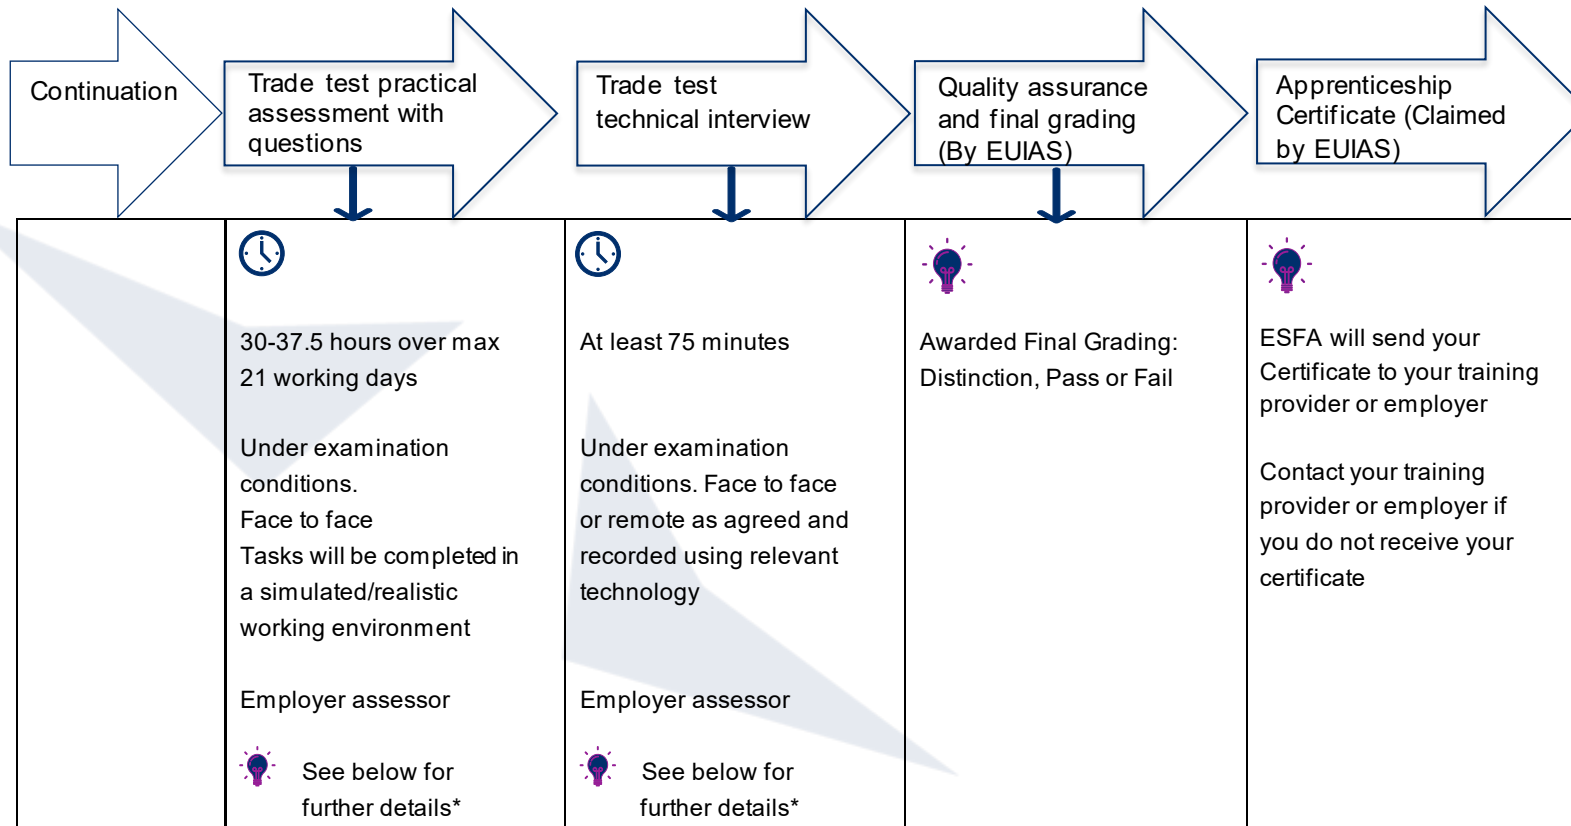 Continuation
Trade test practical
assessment with
questions
Trade test
technical interview
Quality assurance
and final grading
(By EUIAS)
Apprenticeship
Certificate (Claimed
by EUIAS)
30-37.5 hours over max
21 working days
Under examination
conditions.
Face to face
Tasks will be completed in
a simulated/realistic
working environment
Employer assessor
See below for
further details*
At least 75 minutes
Under examination
conditions. Face to face
or remote as agreed and
recorded using relevant
technology
Employer assessor
See below for
further details*
Awarded Final Grading:
Distinction, Pass or Fail
ESFA will send your
Certificate to your training
provider or employer
Contact your training
provider or employer if
you do not receive your
certificate